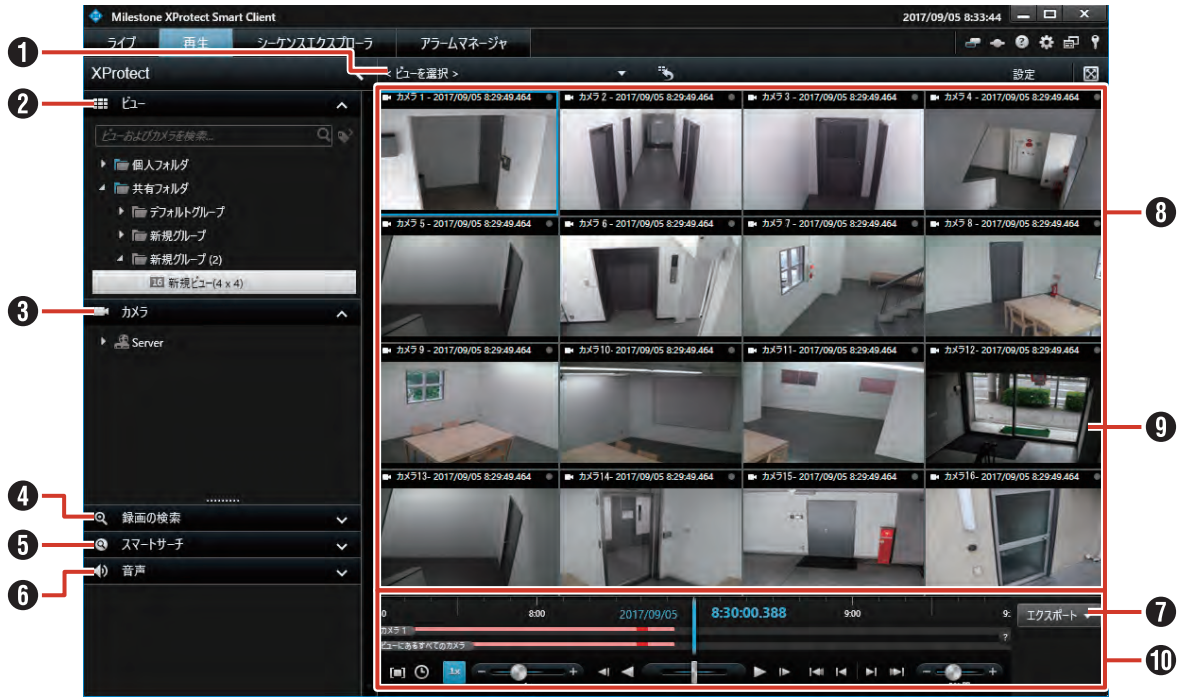 Milestone XProtect Smart Client
2017/09/05 8:33:44
ライブ 再生 シーケンスエクスプローラ アラームマネージャ
❶
XProtect
< ビューを選択 >
設定
❷
ビュー
ビューおよびカメラを検索...
個人フォルダ
共有フォルダ
デフォルトグループ
新規グループ
新規グループ (2)
16 新規ビュー(4 x 4)
❸
カメラ
Server
❹
録画の検索
❺
スマートサーチ
❻
音声
カメラ 1 - 2017/09/05 8:29:49.464
カメラ 2 - 2017/09/05 8:29:49.464
カメラ 3 - 2017/09/05 8:29:49.464
カメラ 4 - 2017/09/05 8:29:49.464
カメラ 5 - 2017/09/05 8:29:49.464
カメラ 6 - 2017/09/05 8:29:49.464
カメラ 7 - 2017/09/05 8:29:49.464
カメラ 8 - 2017/09/05 8:29:49.464
❽
カメラ 9 - 2017/09/05 8:29:49.464
カメラ10- 2017/09/05 8:29:49.464
カメラ11- 2017/09/05 8:29:49.464
カメラ12- 2017/09/05 8:29:49.464
❾
カメラ13- 2017/09/05 8:29:49.464
カメラ14- 2017/09/05 8:29:49.464
カメラ15- 2017/09/05 8:29:49.464
カメラ16- 2017/09/05 8:29:49.464
0 8:00 2017/09/05 8:30:00.388 9:00 9:
エクスポート
❼
カメラ 1
ビューにあるすべてのカメラ
?
❿
1x